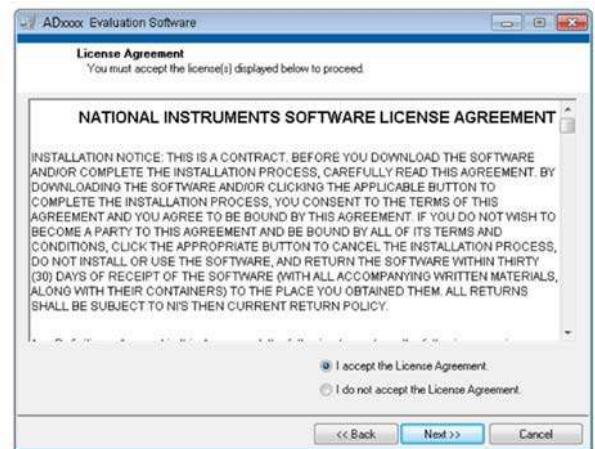 ADxxxx Evaluation Software
License Agreement
You must accept the license(s) displayed below to proceed.
NATIONAL INSTRUMENTS SOFTWARE LICENSE AGREEMENT
INSTALLATION NOTICE: THIS IS A CONTRACT. BEFORE YOU DOWNLOAD THE SOFTWARE
AND/OR COMPLETE THE INSTALLATION PROCESS, CAREFULLY READ THIS AGREEMENT. BY
DOWNLOADING THE SOFTWARE AND/OR CLICKING THE APPLICABLE BUTTON TO
COMPLETE THE INSTALLATION PROCESS, YOU CONSENT TO THE TERMS OF THIS
AGREEMENT AND YOU AGREE TO BE BOUND BY THIS AGREEMENT. IF YOU DO NOT WISH TO
BECOME A PARTY TO THIS AGREEMENT AND BE BOUND BY ALL OF ITS TERMS AND
CONDITIONS, CLICK THE APPROPRIATE BUTTON TO CANCEL THE INSTALLATION PROCESS,
DO NOT INSTALL OR USE THE SOFTWARE, AND RETURN THE SOFTWARE WITHIN THIRTY
(30) DAYS OF RECEIPT OF THE SOFTWARE (WITH ALL ACCOMPANYING WRITTEN MATERIALS,
ALONG WITH THEIR CONTAINERS) TO THE PLACE YOU OBTAINED THEM. ALL RETURNS
SHALL BE SUBJECT TO NI'S THEN CURRENT RETURN POLICY.
I accept the License Agreement.
I do not accept the License Agreement.
<< Back Next >> Cancel